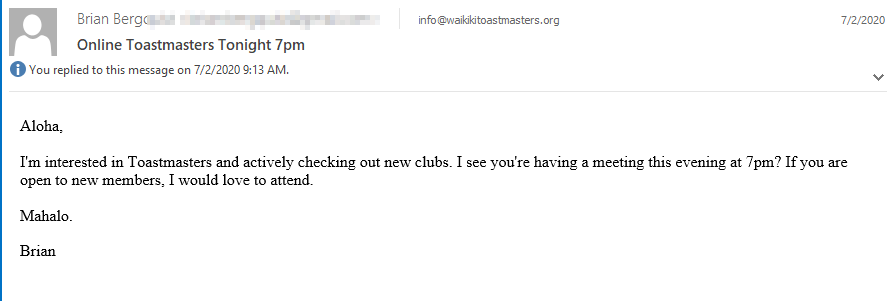 Brian info@waikikitoastmasters.org 7/2/2020
Online Toastmasters Tonight 7pm
You replied to this message on 7/2/2020 9:13 AM.
Aloha,
I'm interested in Toastmasters and actively checking out new clubs. I see you're having a meeting this evening at 7pm? If you are
open to new members, I would love to attend.
Mahalo.
Brian